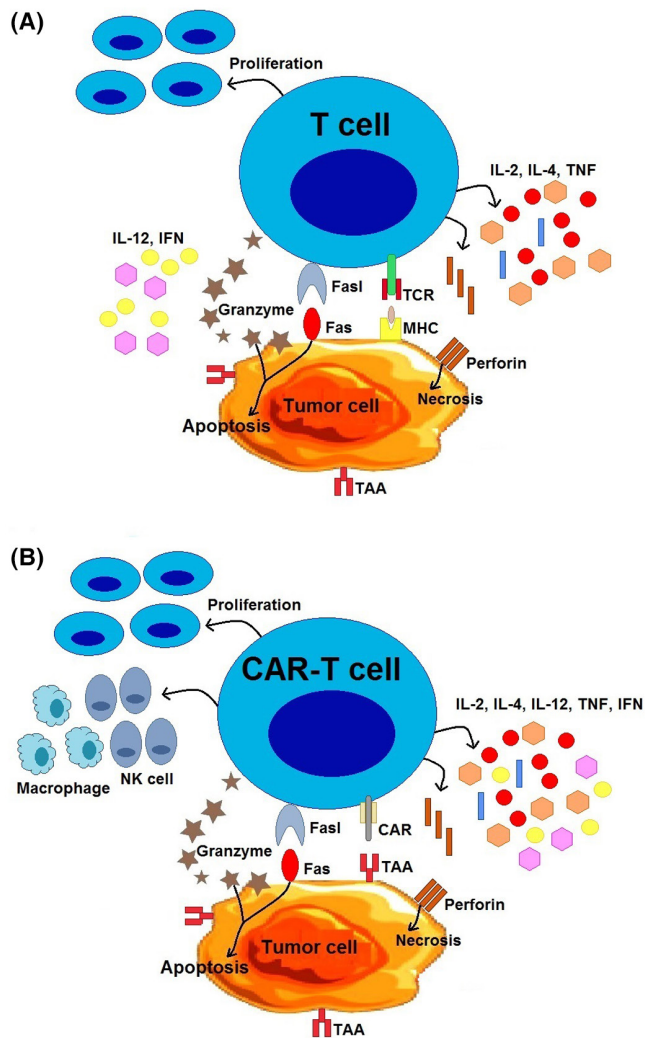 (A)
Proliferation
T cell
IL-2, IL-4, TNF
IL-12, IFN
Fasl
TCR
Granzyme
Fas
MHC
Perforin
Necrosis
Tumor cell
Apoptosis
TAA
(B)
Proliferation
CAR-T cell
IL-2, IL-4, IL-12, TNF, IFN
Macrophage
NK cell
Fasl
CAR
Granzyme
Fas
TAA
Perforin
Necrosis
Tumor cell
Apoptosis
TAA